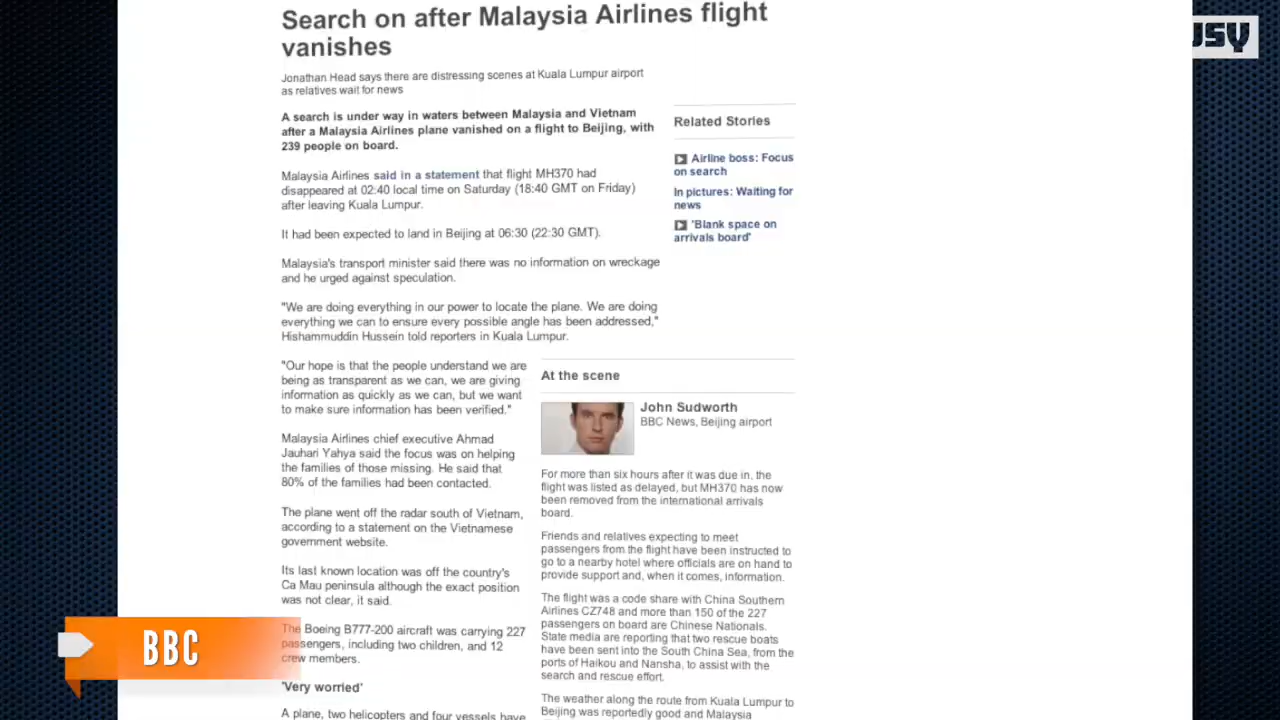 Search on after Malaysia Airlines flight
vanishes
Jonathan Head says there are distressing scenes at Kuala Lumpur airport
as relatives wait for news
A search is under way in waters between Malaysia and Vietnam
after a Malaysia Airlines plane vanished on a flight to Beijing, with
239 people on board.
Malaysia Airlines said in a statement that flight MH370 had
disappeared at 02:40 local time on Saturday (18:40 GMT on Friday)
after leaving Kuala Lumpur.
It had been expected to land in Beijing at 06:30 (22:30 GMT).
Malaysia's transport minister said there was no information on wreckage
and he urged against speculation.
"We are doing everything in our power to locate the plane. We are doing
everything we can to ensure every possible angle has been addressed,"
Hishammuddin Hussein told reporters in Kuala Lumpur.
"Our hope is that the people understand we are
being as transparent as we can, we are giving
information as quickly as we can, but we want
to make sure information has been verified."
Malaysia Airlines chief executive Ahmad
Jauhari Yahya said the focus was on helping
the families of those missing. He said that
80% of the families had been contacted.
The plane went off the radar south of Vietnam,
according to a statement on the Vietnamese
government website.
Its last known location was off the country's
Ca Mau peninsula although the exact position
was not clear, it said.
The Boeing B777-200 aircraft was carrying 227
passengers, including two children, and 12
crew members.
'Very worried'
A plane, two helicopters and four vessels have
Related Stories
Airline boss: Focus
on search
In pictures: Waiting for
news
'Blank space on
arrivals board'
At the scene
John Sudworth
BBC News, Beijing airport
For more than six hours after it was due in, the
flight was listed as delayed, but MH370 has now
been removed from the international arrivals
board.
Friends and relatives expecting to meet
passengers from the flight have been instructed to
go to a nearby hotel where officials are on hand to
provide support and, when it comes, information.
The flight was a code share with China Southern
Airlines CZ748 and more than 150 of the 227
passengers on board are Chinese Nationals.
State media are reporting that two rescue boats
have been sent into the South China Sea, from the
ports of Haikou and Nansha, to assist with the
search and rescue effort.
The weather along the route from Kuala Lumpur to
Beijing was reportedly good and Malaysia
BBC